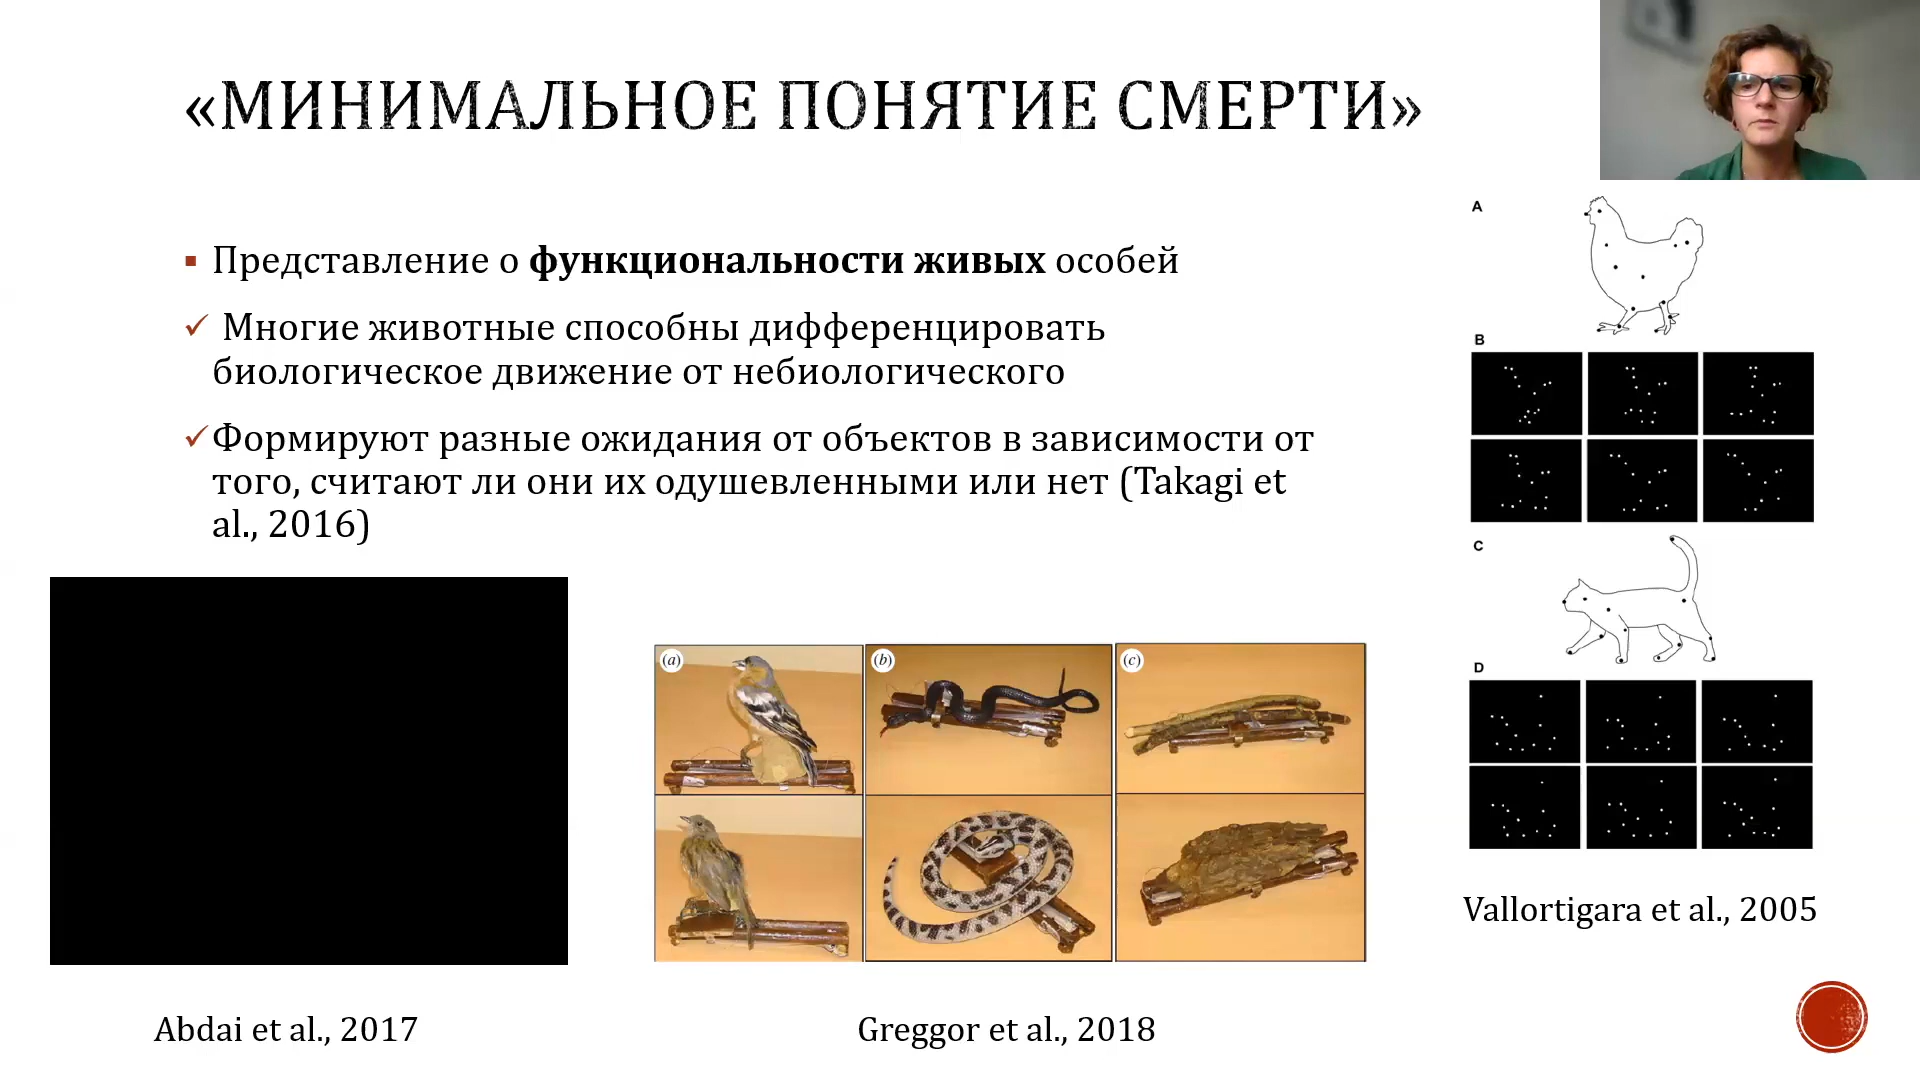 «МИНИМАЛЬНОЕ ПОНЯТИЕ СМЕРТИ»
Представление о функциональности живых особей
Многие животные способны дифференцировать
биологическое движение от небиологического
Формируют разные ожидания от объектов в зависимости от
того, считают ли они их одушевленными или нет (Takagi et
al., 2016)
(a)
(b)
(c)
A
B
C
D
Vallortigara et al., 2005
Abdai et al., 2017
Greggor et al., 2018